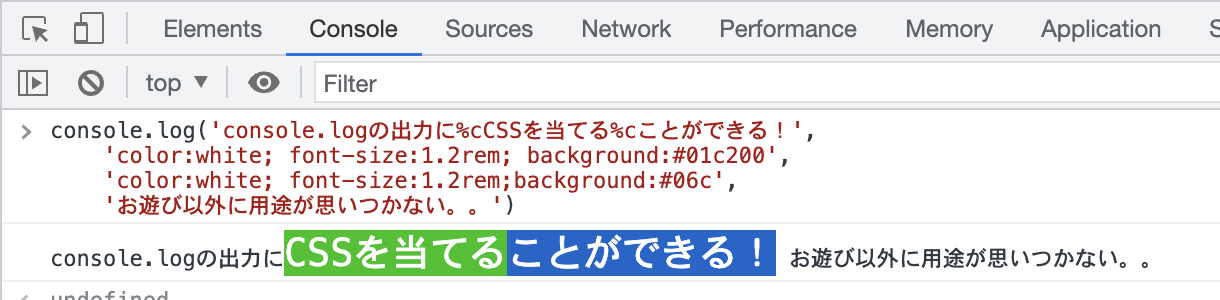 Elements Console Sources Network Performance Memory Application
top ▼ Filter
> console.log('console.logの出力に%cCSSを当てる%cことができる！',
'color:white; font-size:1.2rem; background:#01c200',
'color:white; font-size:1.2rem;background:#06c',
'お遊び以外に用途が思いつかない。。')
console.logの出力にCSSを当てることができる！ お遊び以外に用途が思いつかない。。
undefined